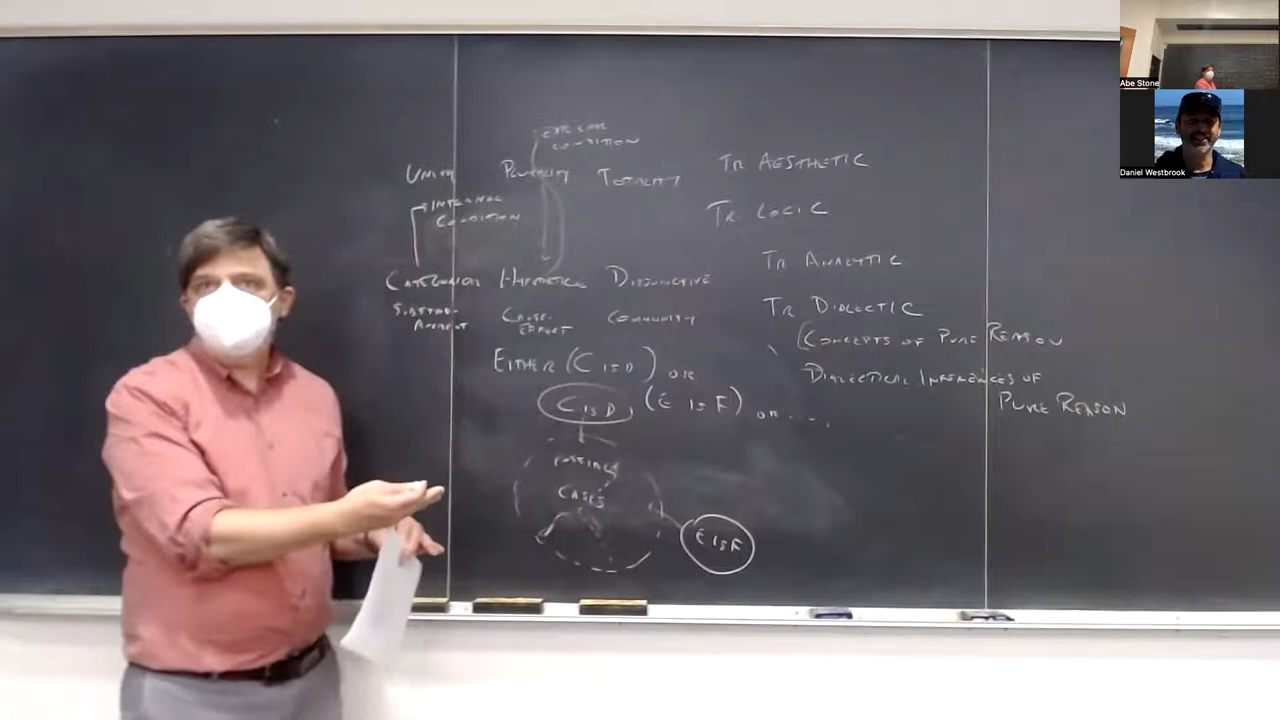 EXTERNAL
CONDITION
UNITY PLURALITY TOTALITY
INTERNAL
CONDITION
CATEGORICAL HYPOTHETICAL DISJUNCTIVE
CAUSE-
EFFECT
COMMUNITY
EITHER (C IS D) OR
C IS D (E IS F) OR ....
POSSIBLE
CASES
E IS F
TR AESTHETIC
TR LOGIC
TR ANALYTIC
TR DIALECTIC
CONCEPTS OF PURE REASON
DIALECTICAL INFERENCES OF
PURE REASON
Abe Stone
Daniel Westbrook